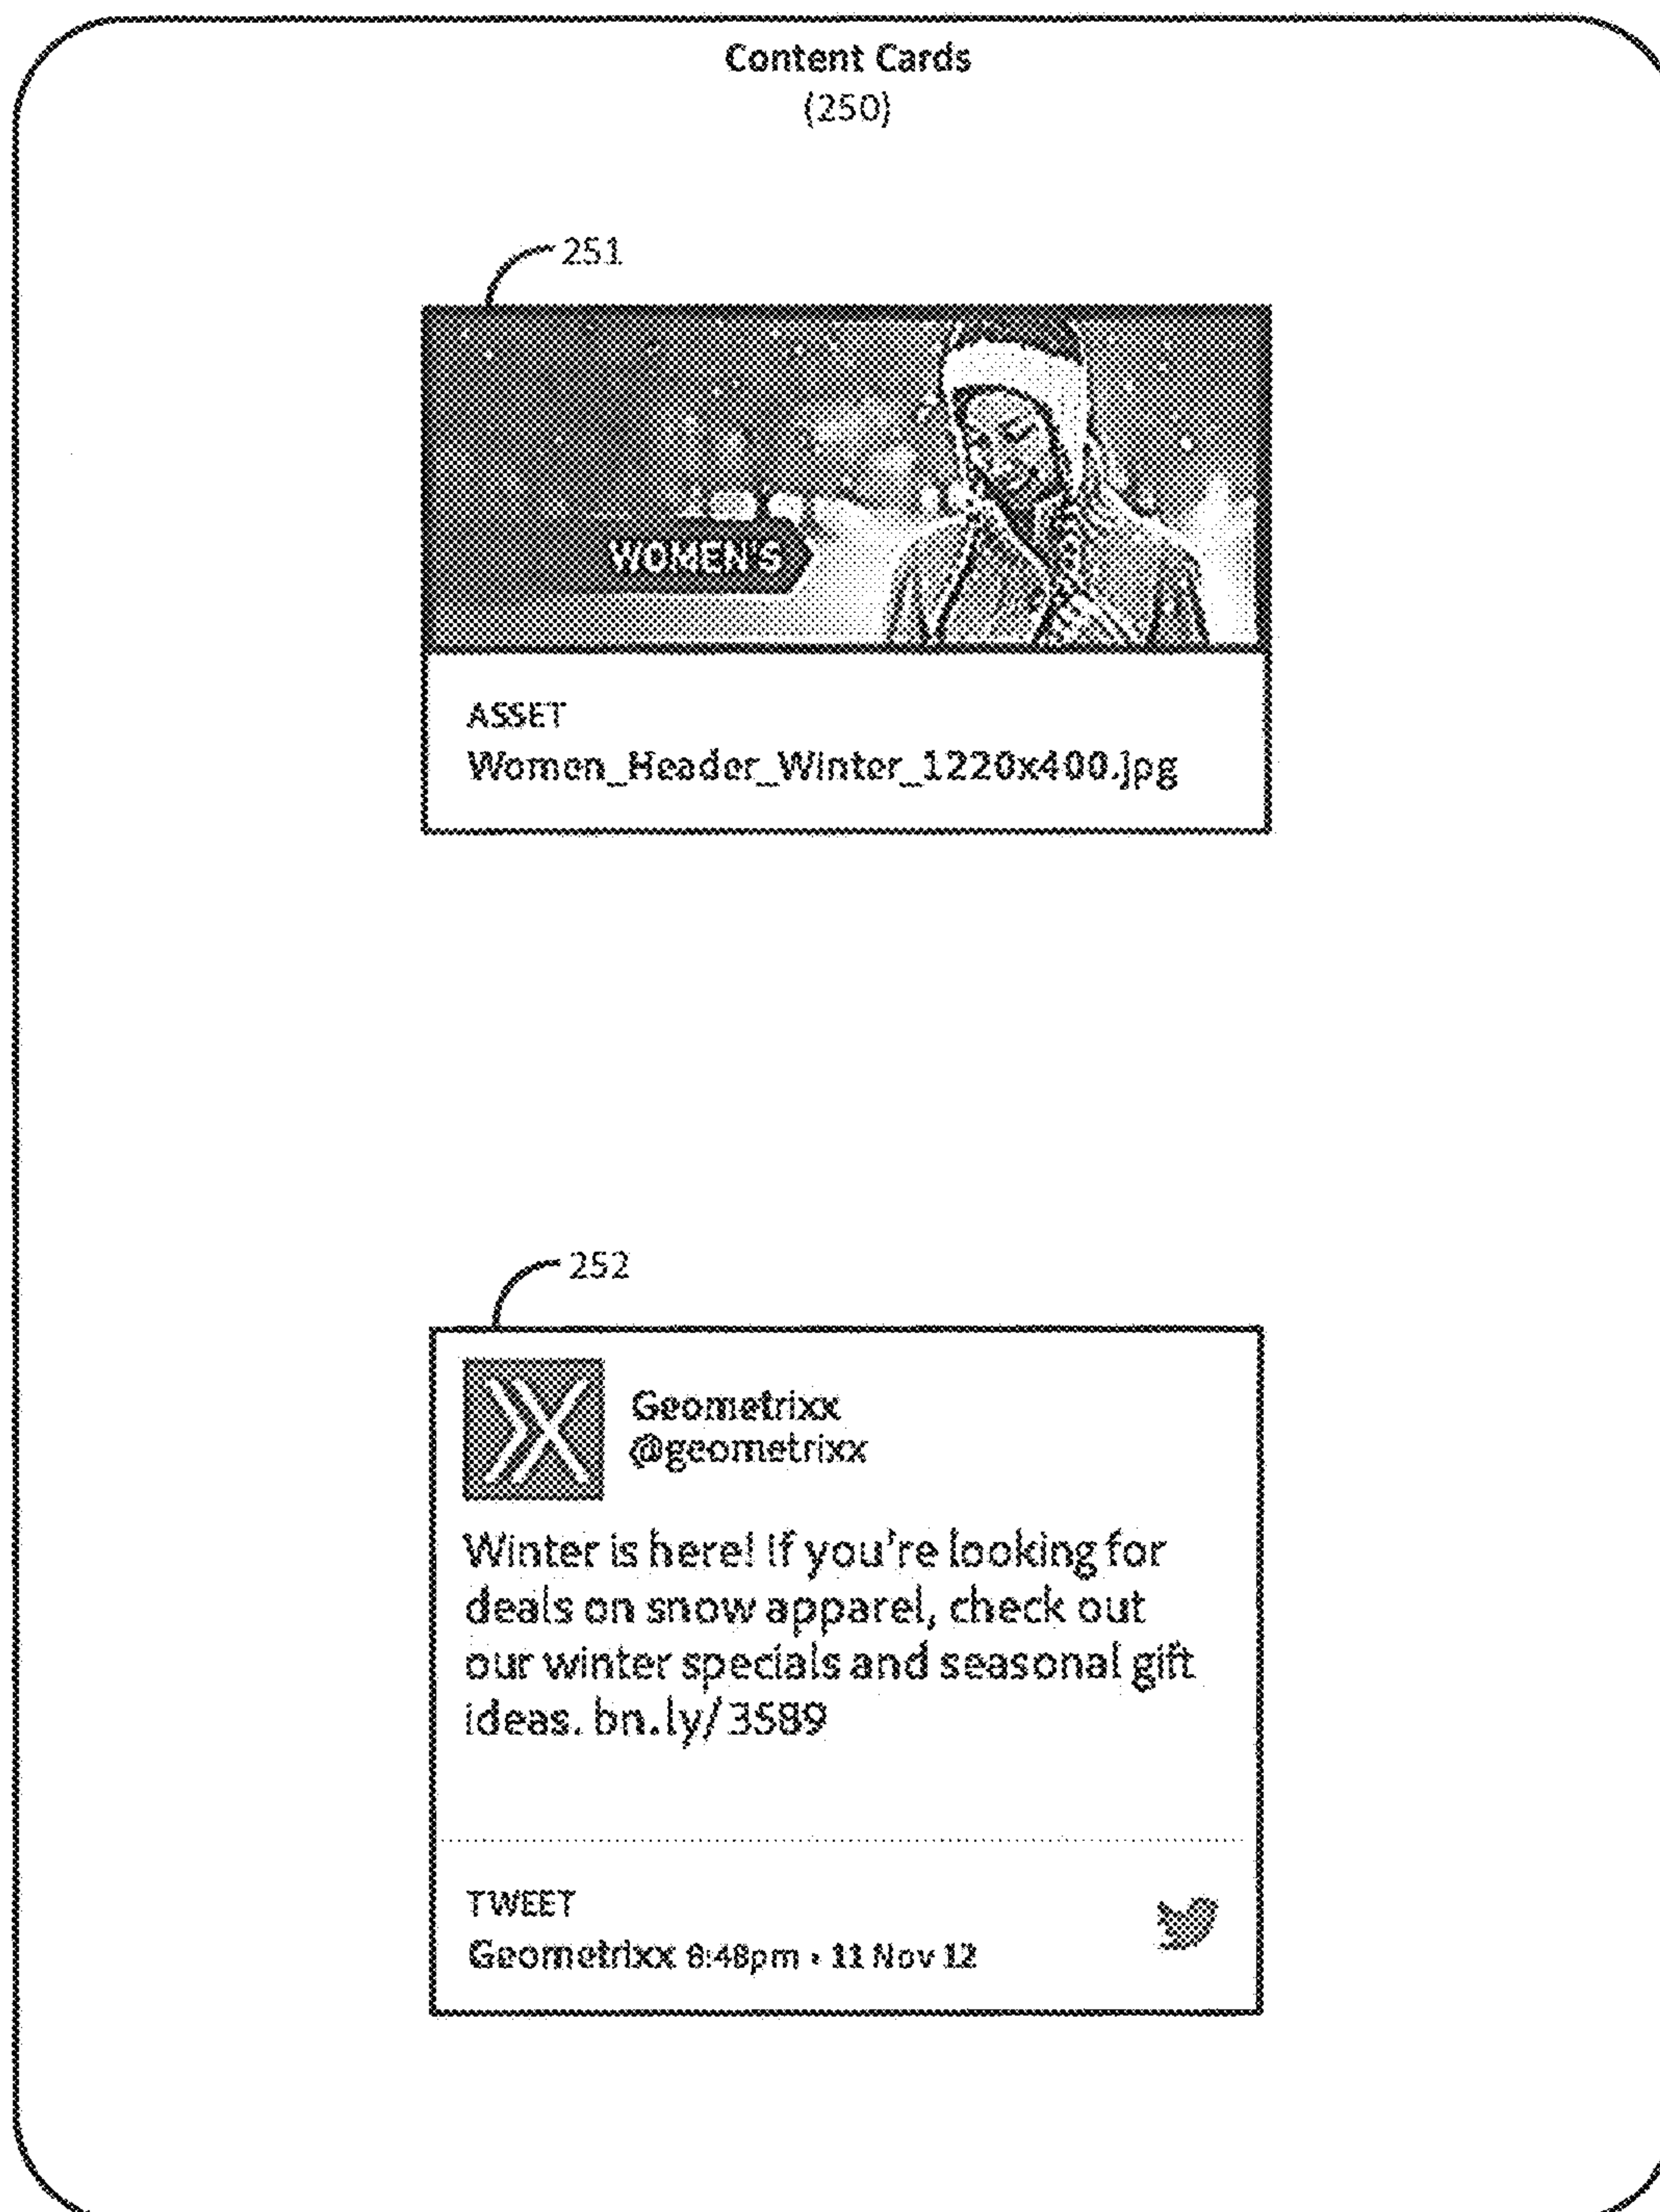 Content Cards
(250)
251
WOMEN'S
ASSET
Women_Header_Winter_1220x400.jpg
252
Geometrixx
@geometrixx
Winter is here! If you're looking for
deals on snow apparel, check out
our winter specials and seasonal gift
ideas. bn.ly/3589
TWEET
Geometrixx 8:48pm • 11 Nov 12